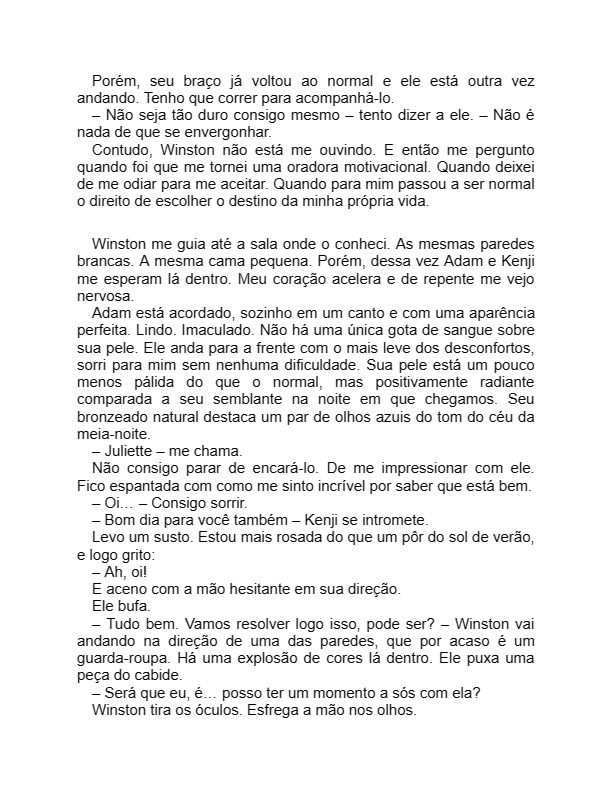 Porém, seu braço já voltou ao normal e ele está outra vez
andando. Tenho que correr para acompanhá-lo.
– Não seja tão duro consigo mesmo – tento dizer a ele. – Não é
nada de que se envergonhar.
Contudo, Winston não está me ouvindo. E então me pergunto
quando foi que me tornei uma oradora motivacional. Quando deixei
de me odiar para me aceitar. Quando para mim passou a ser normal
o direito de escolher o destino da minha própria vida.
Winston me guia até a sala onde o conheci. As mesmas paredes
brancas. A mesma cama pequena. Porém, dessa vez Adam e Kenji
me esperam lá dentro. Meu coração acelera e de repente me vejo
nervosa.
Adam está acordado, sozinho em um canto e com uma aparência
perfeita. Lindo. Imaculado. Não há uma única gota de sangue sobre
sua pele. Ele anda para a frente com o mais leve dos desconfortos,
sorri para mim sem nenhuma dificuldade. Sua pele está um pouco
menos pálida do que o normal, mas positivamente radiante
comparada a seu semblante na noite em que chegamos. Seu
bronzeado natural destaca um par de olhos azuis do tom do céu da
meia-noite.
– Juliette – me chama.
Não consigo parar de encará-lo. De me impressionar com ele.
Fico espantada com como me sinto incrível por saber que está bem.
– Oi… – Consigo sorrir.
– Bom dia para você também – Kenji se intromete.
Levo um susto. Estou mais rosada do que um pôr do sol de verão,
e logo grito:
– Ah, oi!
E aceno com a mão hesitante em sua direção.
Ele bufa.
– Tudo bem. Vamos resolver logo isso, pode ser? – Winston vai
andando na direção de uma das paredes, que por acaso é um
guarda-roupa. Há uma explosão de cores lá dentro. Ele puxa uma
peça do cabide.
– Será que eu, é… posso ter um momento a sós com ela?
Winston tira os óculos. Esfrega a mão nos olhos.